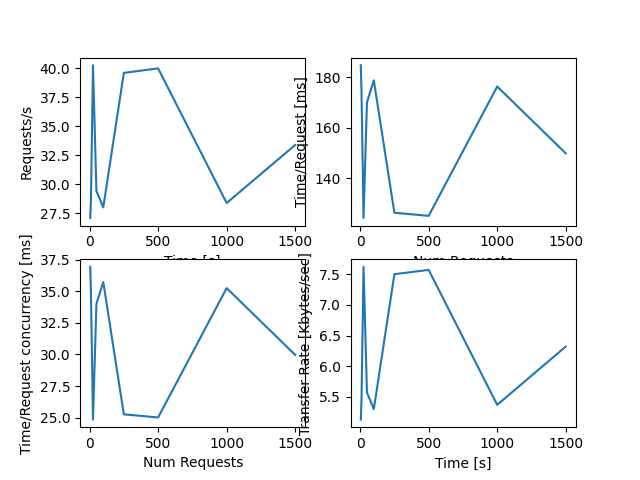 Requests/s
40.0
37.5
35.0
32.5
30.0
27.5
0 500 1000 1500
Time [s]
Time/Request [ms]
180
160
140
0 500 1000 1500
Num Requests
Time/Request concurrency [ms]
37.5
35.0
32.5
30.0
27.5
25.0
0 500 1000 1500
Num Requests
Transfer Rate [Kbytes/sec]
7.5
7.0
6.5
6.0
5.5
0 500 1000 1500
Time [s]